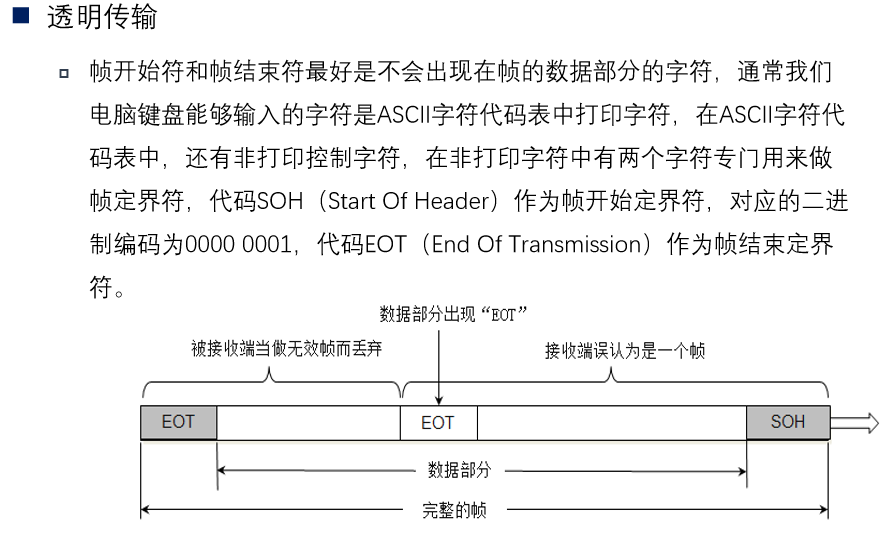 透明传输
帧开始符和帧结束符最好是不会出现在帧的数据部分的字符，通常我们
电脑键盘能够输入的字符是ASCII字符代码表中打印字符，在ASCII字符代
码表中，还有非打印控制字符，在非打印字符中有两个字符专门用来做
帧定界符，代码SOH（Start Of Header）作为帧开始定界符，对应的二进
制编码为0000 0001，代码EOT（End Of Transmission）作为帧结束定界
符。
数据部分出现“EOT”
被接收端当做无效帧而丢弃
接收端误认为是一个帧
EOT
EOT
SOH
数据部分
完整的帧